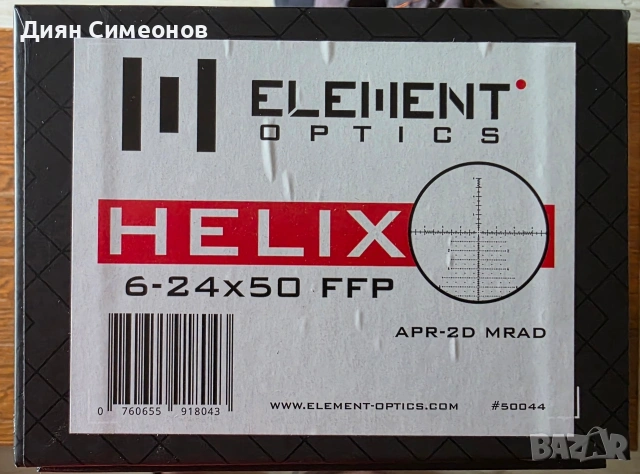 Диян Симеонов
ELEMENT
OPTICS
HELIX
6-24x50 FFP
APR-2D MRAD
0 760655 918043
WWW.ELEMENT-OPTICS.COM #50044
BAZAR